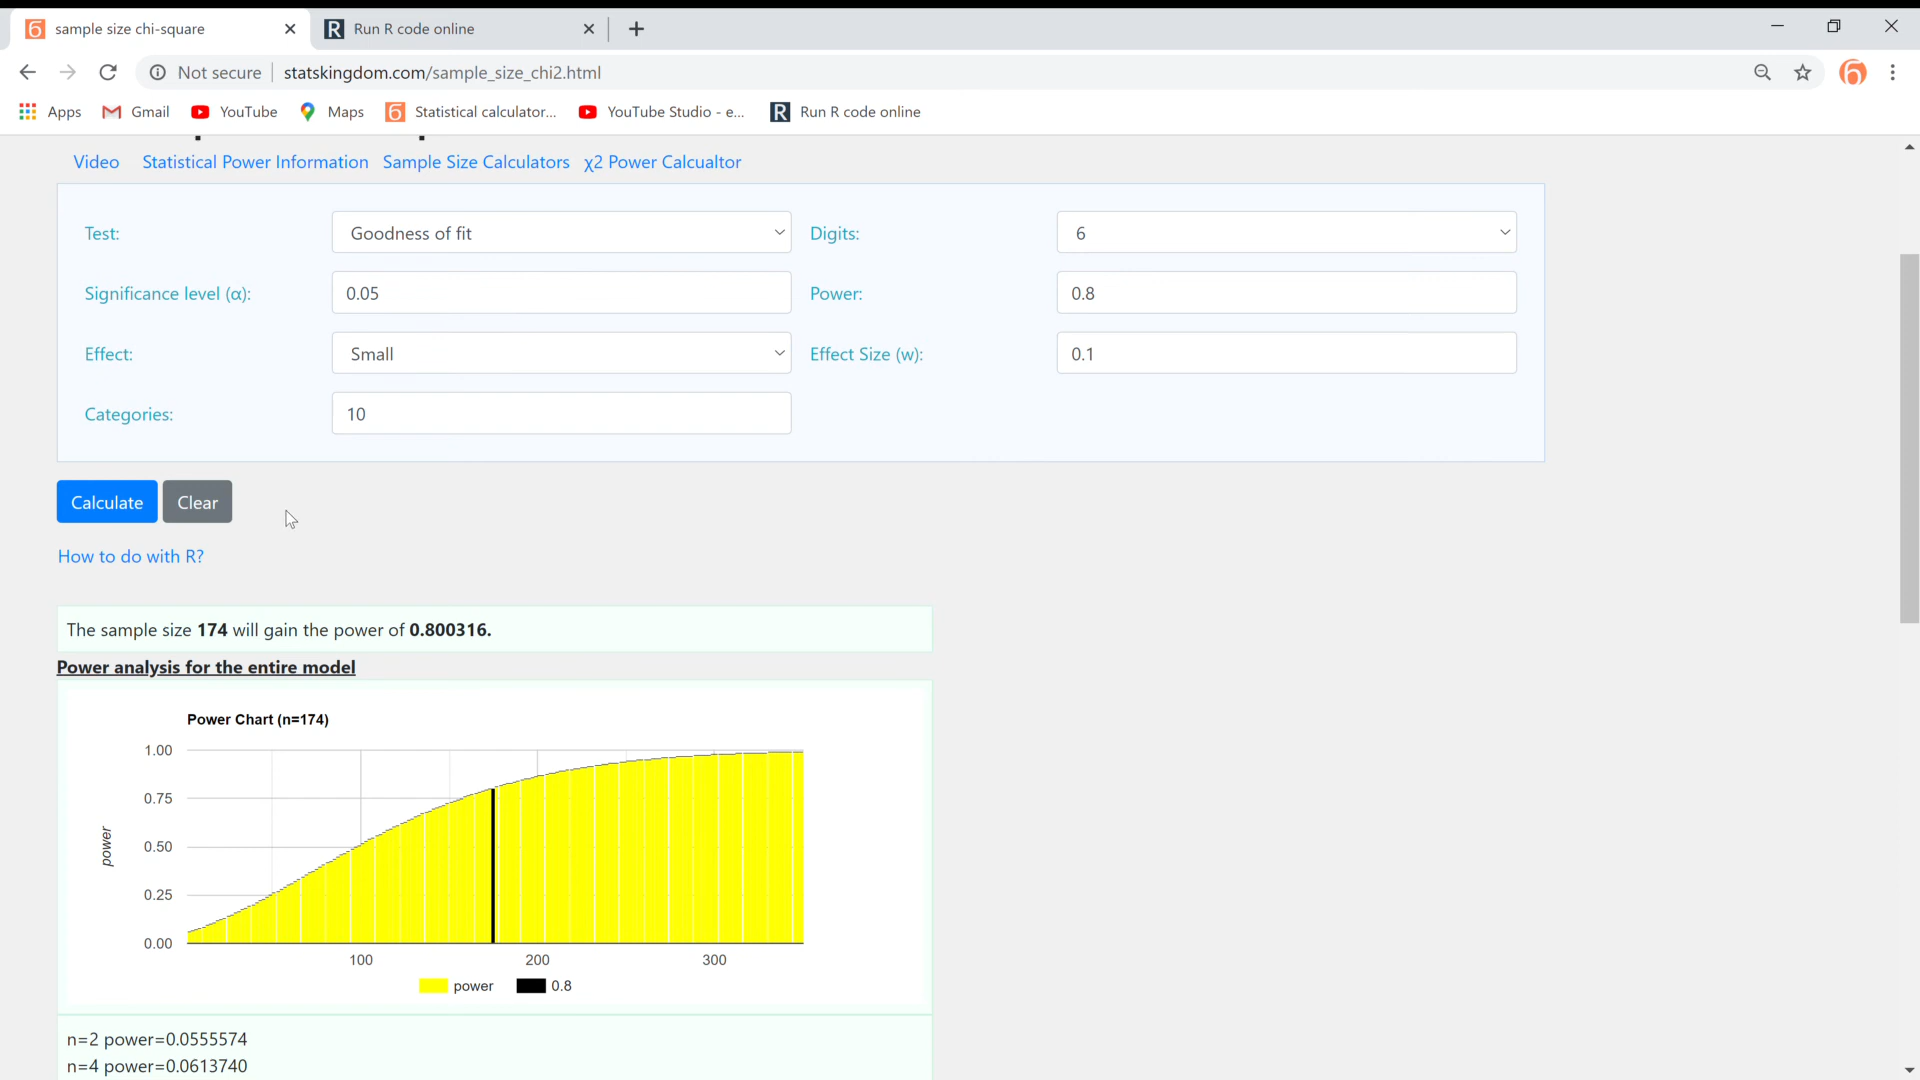 sample size chi-square
Run R code online
Not secure
statskingdom.com/sample_size_chi2.html
Apps
Gmail
YouTube
Maps
Statistical calculator...
YouTube Studio - e...
Run R code online
Video
Statistical Power Information
Sample Size Calculators
χ2 Power Calcualtor
Test:
Goodness of fit
Digits:
6
Significance level (α):
0.05
Power:
0.8
Effect:
Small
Effect Size (w):
0.1
Categories:
10
Calculate
Clear
How to do with R?
The sample size 174 will gain the power of 0.800316.
Power analysis for the entire model
Power Chart (n=174)
1.00
0.75
0.50
0.25
0.00
power
100
200
300
power
0.8
n=2 power=0.0555574
n=4 power=0.0613740